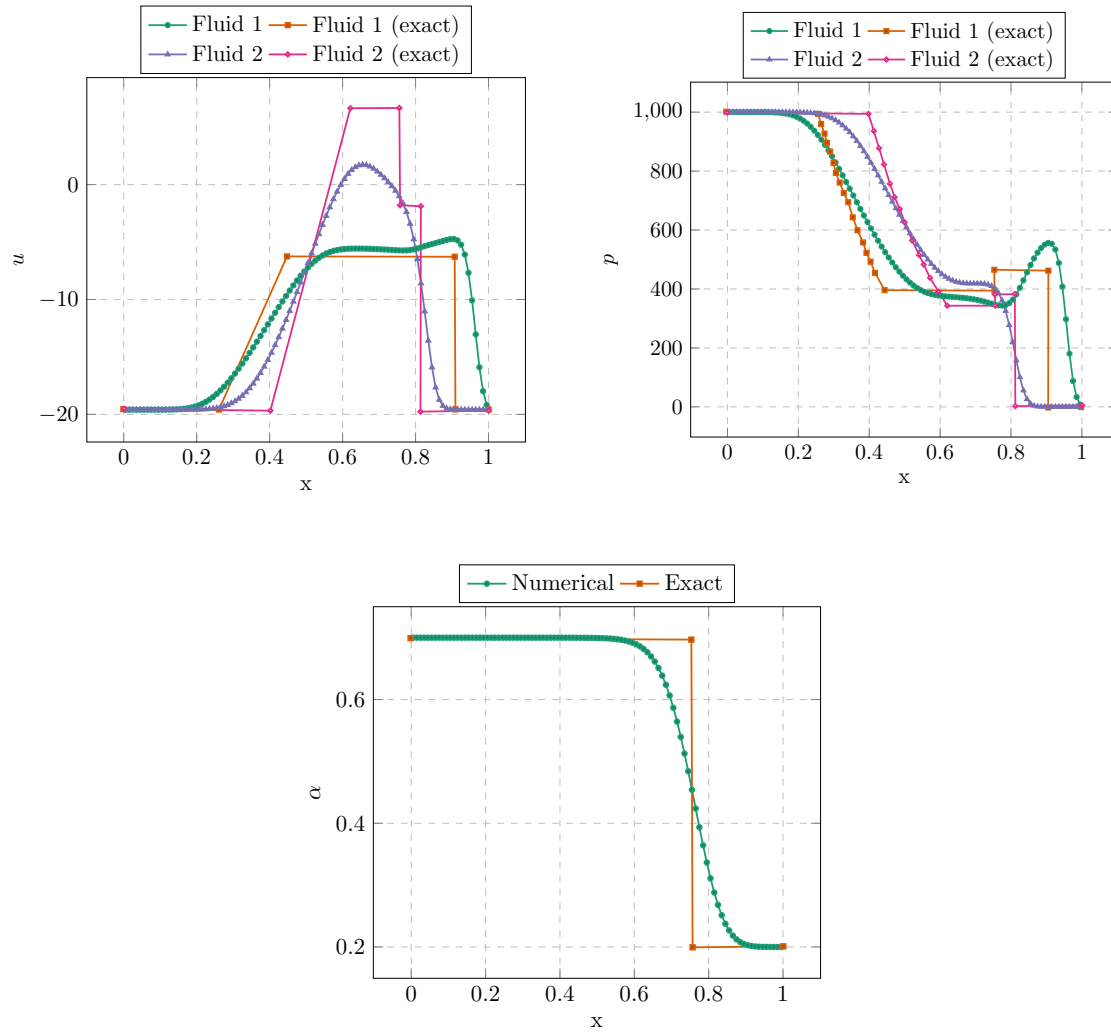 Fluid 1 Fluid 1 (exact)
Fluid 2 Fluid 2 (exact)
0
−10
−20
u
0 0.2 0.4 0.6 0.8 1
x
Fluid 1 Fluid 1 (exact)
Fluid 2 Fluid 2 (exact)
1,000
800
600
400
200
0
p
0 0.2 0.4 0.6 0.8 1
x
Numerical Exact
0.6
0.4
0.2
α
0 0.2 0.4 0.6 0.8 1
x